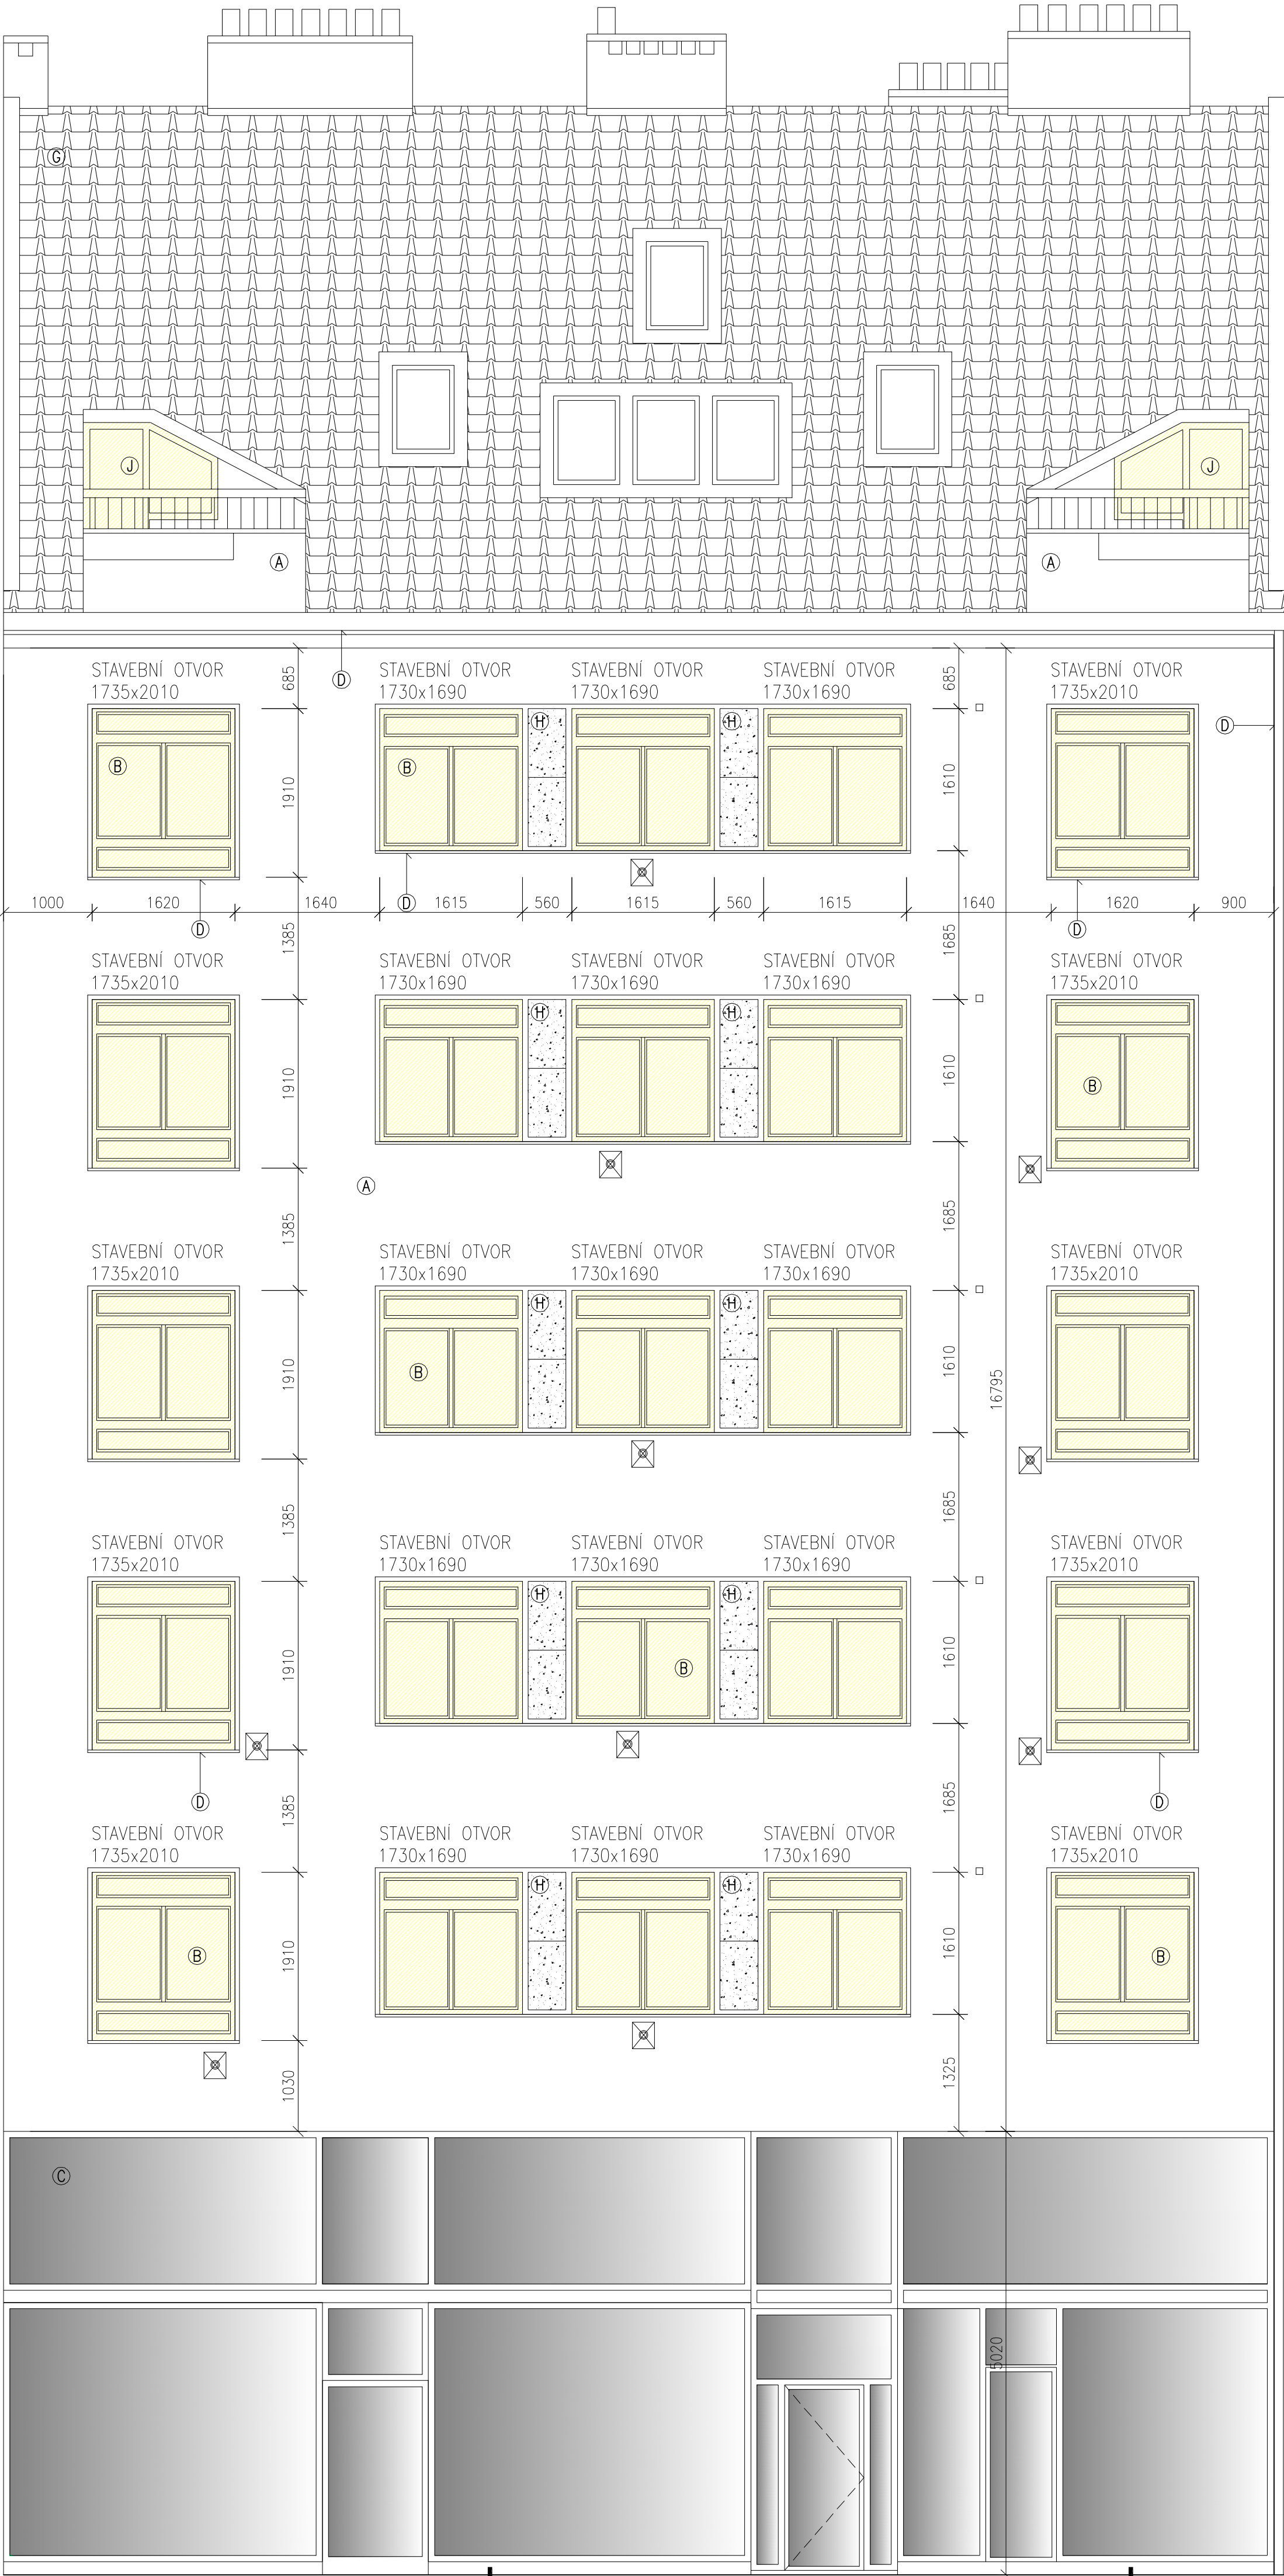 G
J
J
A
A
D
STAVEBNÍ OTVOR
1735x2010
STAVEBNÍ OTVOR
1730x1690
STAVEBNÍ OTVOR
1730x1690
STAVEBNÍ OTVOR
1730x1690
STAVEBNÍ OTVOR
1735x2010
685
685
H
H
D
B
B
1910
1610
1000
1620
1640
D
1615
560
1615
560
1615
1640
1620
900
D
D
1385
1685
STAVEBNÍ OTVOR
1735x2010
STAVEBNÍ OTVOR
1730x1690
STAVEBNÍ OTVOR
1730x1690
STAVEBNÍ OTVOR
1730x1690
STAVEBNÍ OTVOR
1735x2010
H
H
1910
1610
B
A
1385
1685
STAVEBNÍ OTVOR
1735x2010
STAVEBNÍ OTVOR
1730x1690
STAVEBNÍ OTVOR
1730x1690
STAVEBNÍ OTVOR
1730x1690
STAVEBNÍ OTVOR
1735x2010
H
H
1910
B
1610
16795
1385
1685
STAVEBNÍ OTVOR
1735x2010
STAVEBNÍ OTVOR
1730x1690
STAVEBNÍ OTVOR
1730x1690
STAVEBNÍ OTVOR
1730x1690
STAVEBNÍ OTVOR
1735x2010
H
H
1910
B
1610
D
D
1385
1685
STAVEBNÍ OTVOR
1735x2010
STAVEBNÍ OTVOR
1730x1690
STAVEBNÍ OTVOR
1730x1690
STAVEBNÍ OTVOR
1730x1690
STAVEBNÍ OTVOR
1735x2010
H
H
B
1910
1610
B
1030
1325
C
5020